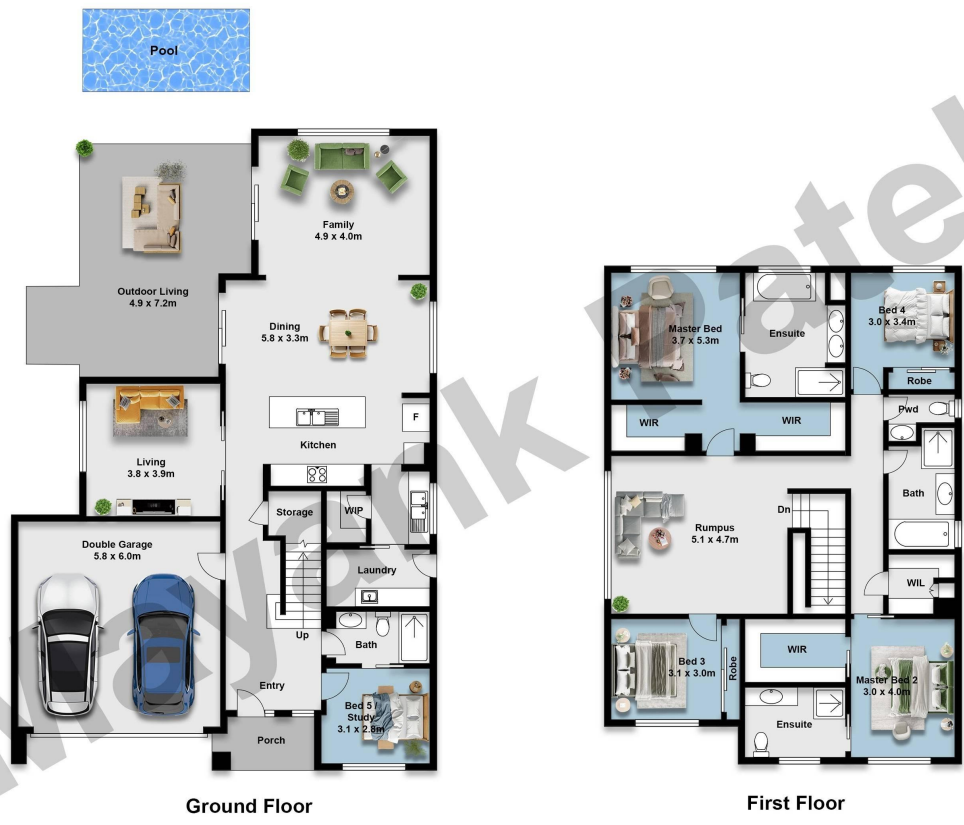 Pool
Family
4.9 x 4.0m
Outdoor Living
4.9 x 7.2m
Dining
5.8 x 3.3m
F
Kitchen
Living
3.8 x 3.9m
Storage
WIP
Double Garage
5.8 x 6.0m
Laundry
Up
Bath
Entry
Bed 5 /
Study
3.1 x 2.8m
Porch
Ground Floor
Master Bed
3.7 x 5.3m
Ensuite
Bed 4
3.0 x 3.4m
Robe
WIR
WIR
Pwd
Bath
Dn
Rumpus
5.1 x 4.7m
WIL
Bed 3
3.1 x 3.0m
Robe
WIR
Master Bed 2
3.0 x 4.0m
Ensuite
First Floor
Mayank Patel